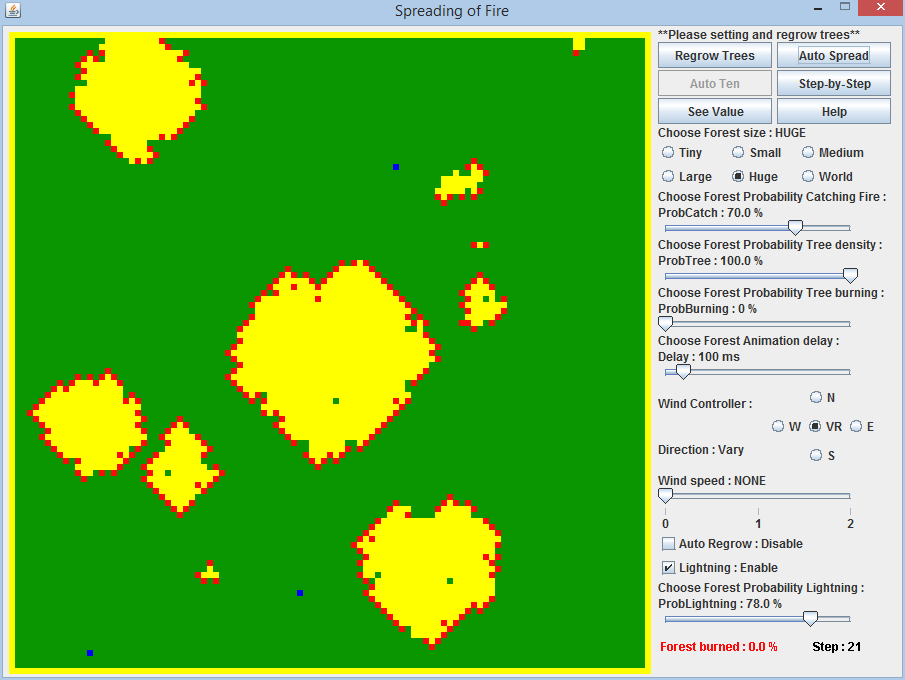 Spreading of Fire
**Please setting and regrow trees**
Regrow Trees Auto Spread
Auto Ten Step-by-Step
See Value Help
Choose Forest size : HUGE
Tiny Small Medium
Large Huge World
Choose Forest Probability Catching Fire :
ProbCatch : 70.0 %
Choose Forest Probability Tree density :
ProbTree : 100.0 %
Choose Forest Probability Tree burning :
ProbBurning : 0 %
Choose Forest Animation delay :
Delay : 100 ms
N
Wind Controller :
W VR E
Direction : Vary
S
Wind speed : NONE
0 1 2
Auto Regrow : Disable
Lightning : Enable
Choose Forest Probability Lightning :
ProbLightning : 78.0 %
Forest burned : 0.0 % Step : 21